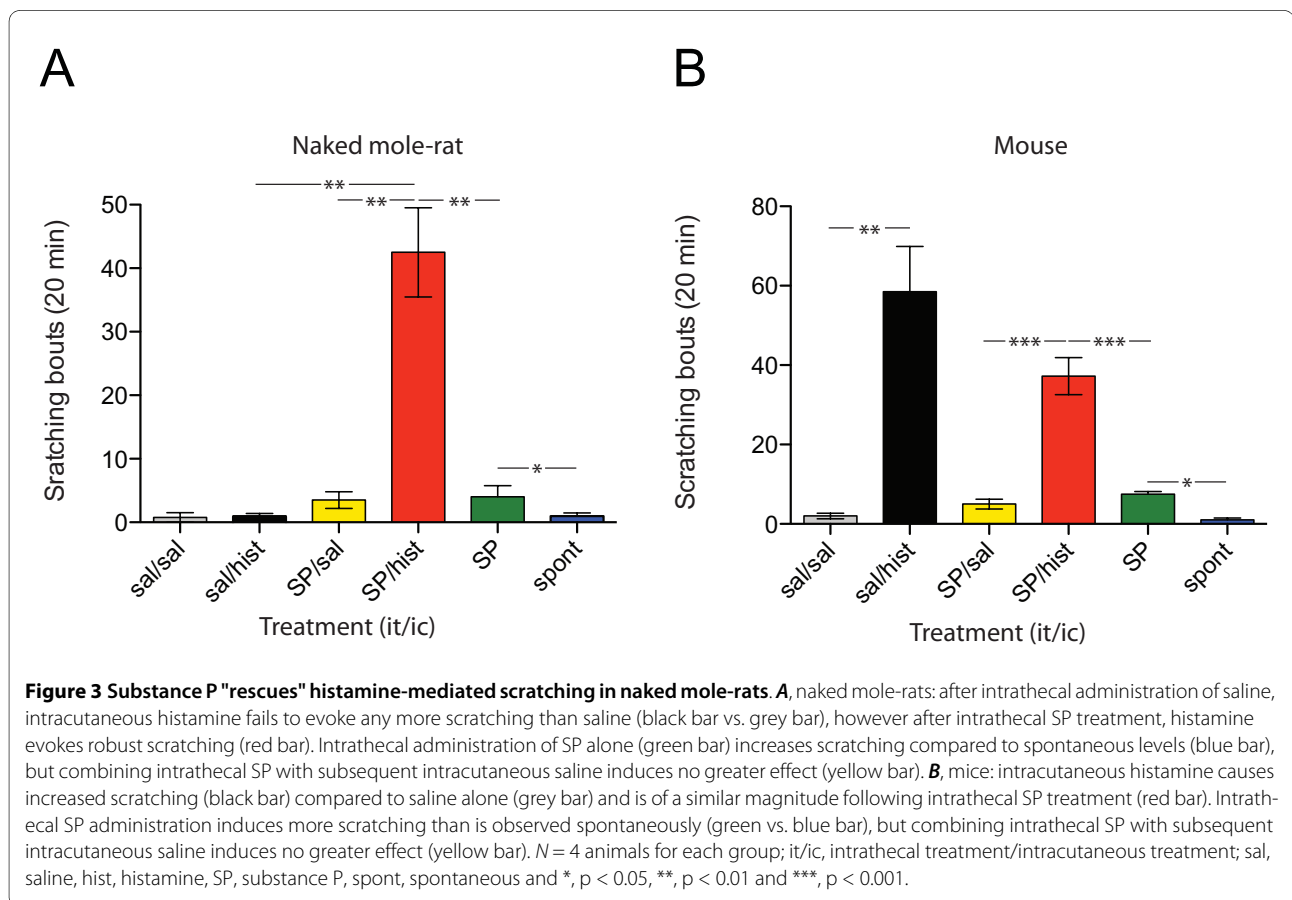 A
B
Naked mole-rat
Mouse
Sratching bouts (20 min)
50
40
30
20
10
0
**
**
**
*
sal/sal
sal/hist
SP/sal
SP/hist
SP
spont
Treatment (it/ic)
Scratching bouts (20 min)
80
60
40
20
0
**
***
***
*
sal/sal
sal/hist
SP/sal
SP/hist
SP
spont
Treatment (it/ic)
Figure 3 Substance P "rescues" histamine-mediated scratching in naked mole-rats. A, naked mole-rats: after intrathecal administration of saline,
intracutaneous histamine fails to evoke any more scratching than saline (black bar vs. grey bar), however after intrathecal SP treatment, histamine
evokes robust scratching (red bar). Intrathecal administration of SP alone (green bar) increases scratching compared to spontaneous levels (blue bar),
but combining intrathecal SP with subsequent intracutaneous saline induces no greater effect (yellow bar). B, mice: intracutaneous histamine causes
increased scratching (black bar) compared to saline alone (grey bar) and is of a similar magnitude following intrathecal SP treatment (red bar). Intrath-
ecal SP administration induces more scratching than is observed spontaneously (green vs. blue bar), but combining intrathecal SP with subsequent
intracutaneous saline induces no greater effect (yellow bar). N = 4 animals for each group; it/ic, intrathecal treatment/intracutaneous treatment; sal,
saline, hist, histamine, SP, substance P, spont, spontaneous and *, p < 0.05, **, p < 0.01 and ***, p < 0.001.